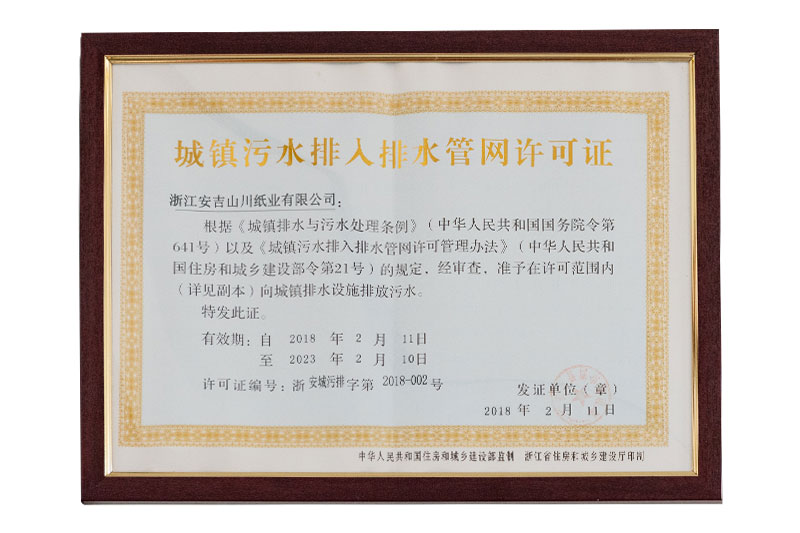 城镇污水排入排水管网许可证
浙江安吉山川纸业有限公司：
根据《城镇排水与污水处理条例》（中华人民共和国国务院令第
641号）以及《城镇污水排入排水管网许可管理办法》（中华人民共和
国住房和城乡建设部令第21号）的规定，经审查，准予在许可范围内
（详见副本）向城镇排水设施排放污水。
特发此证。
有效期：自 2018 年 2 月 11日
至 2023 年 2 月 10日
许可证编号：浙 安城污排 字第 2018-002 号
发证单位（章）
2018 年 2 月 11日
中华人民共和国住房和城乡建设部监制 浙江省住房和城乡建设厅印制